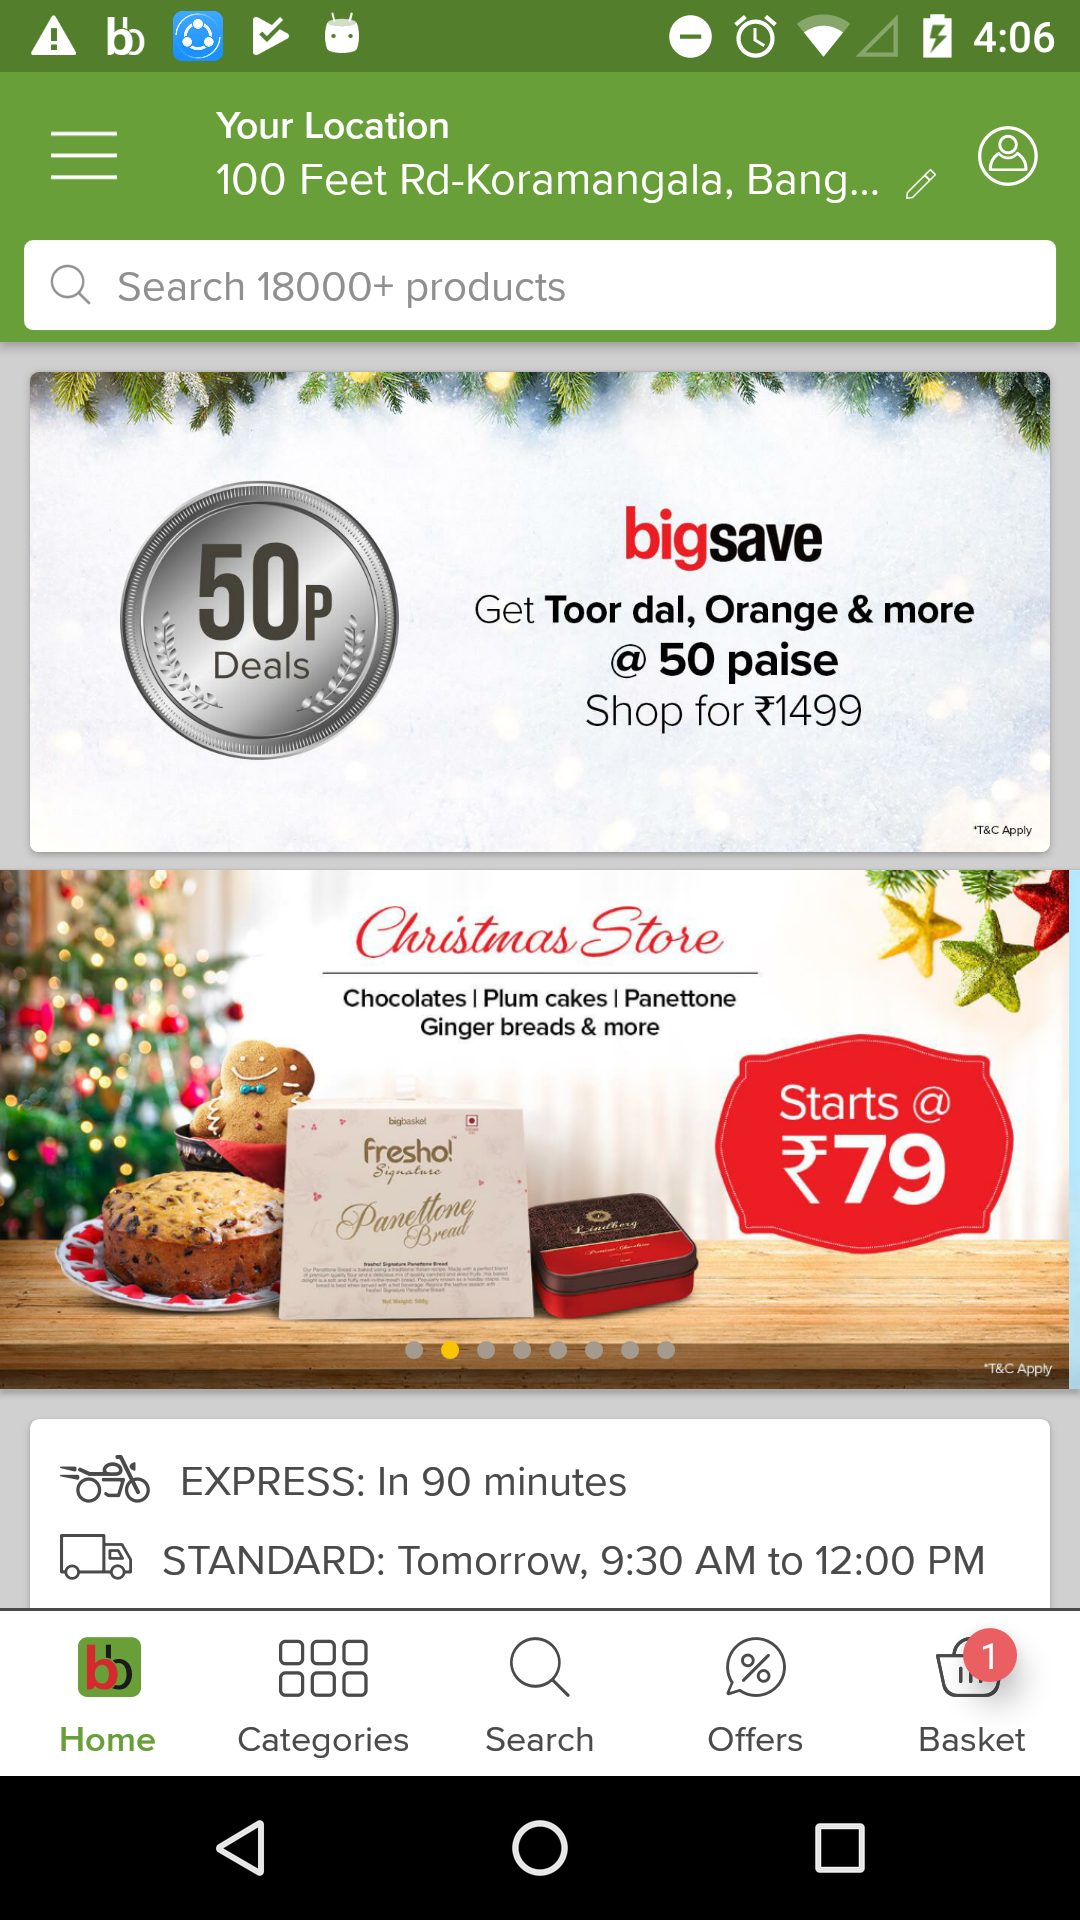 bb
4:06
Your Location
100 Feet Rd-Koramangala, Bang...
Search 18000+ products
50P
Deals
bigsave
Get Toor dal, Orange & more
@ 50 paise
Shop for ₹1499
*T&C Apply
Christmas Store
Chocolates | Plum cakes | Panettone
Ginger breads & more
Starts @
₹79
bigbasket
fresho!
Signature
Panettone
Bread
Lindberg
*T&C Apply
EXPRESS: In 90 minutes
STANDARD: Tomorrow, 9:30 AM to 12:00 PM
bb
1
Home
Categories
Search
Offers
Basket